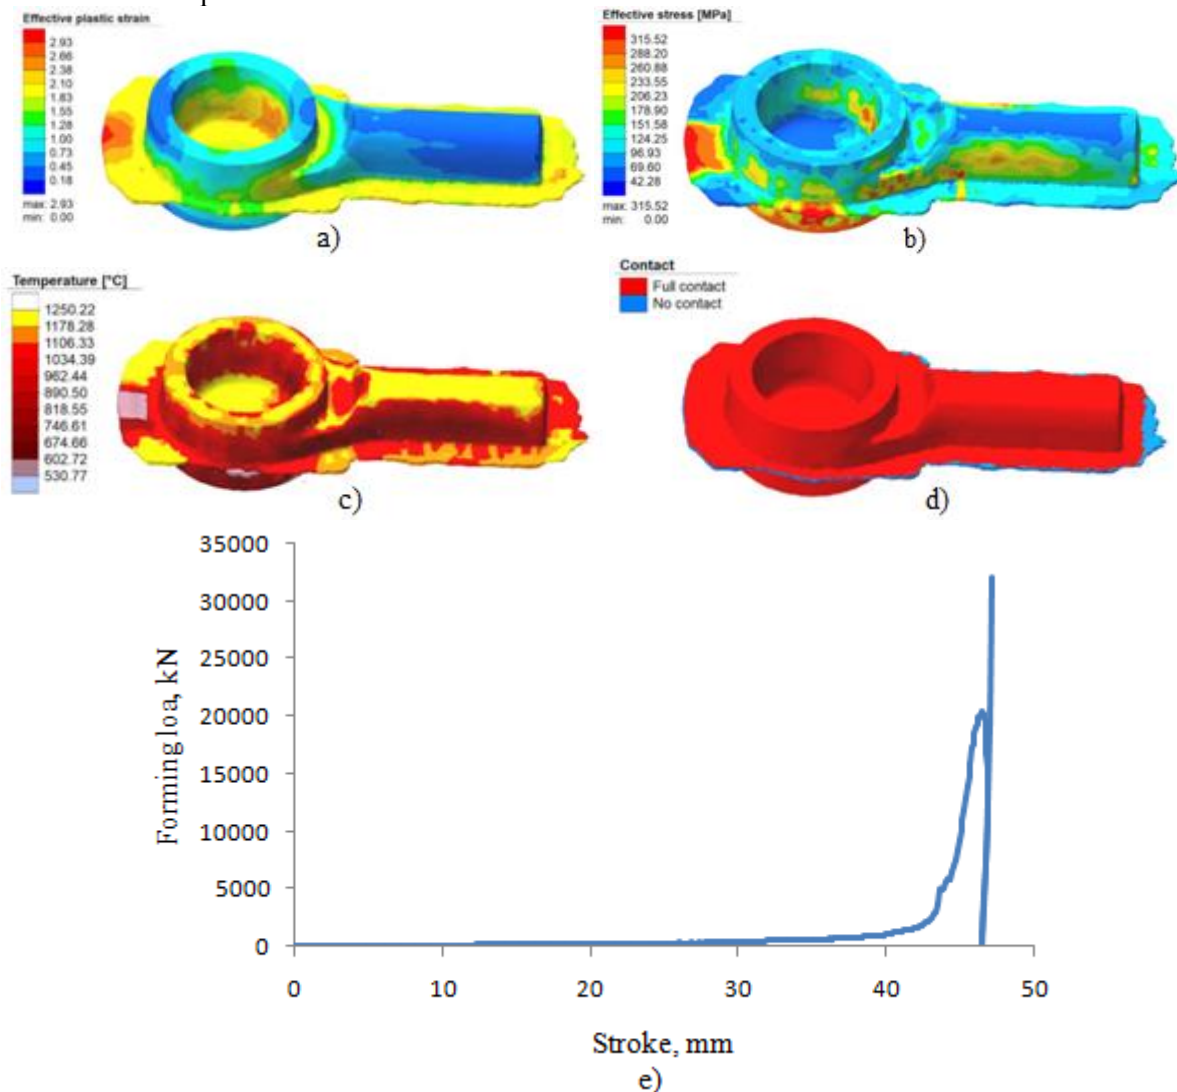 Effective plastic strain
2.93
2.66
2.38
2.10
1.83
1.55
1.28
1.00
0.73
0.45
0.18
max: 2.93
min: 0.00
a)
Effective stress [MPa]
315.52
288.20
260.88
233.55
206.23
178.90
151.58
124.25
96.93
69.60
42.28
max: 315.52
min: 0.00
b)
Temperature [°C]
1250.22
1178.28
1106.33
1034.39
962.44
890.50
818.55
746.61
674.66
602.72
530.77
c)
Contact
Full contact
No contact
d)
Forming loa, kN
35000
30000
25000
20000
15000
10000
5000
0
0 10 20 30 40 50
Stroke, mm
e)